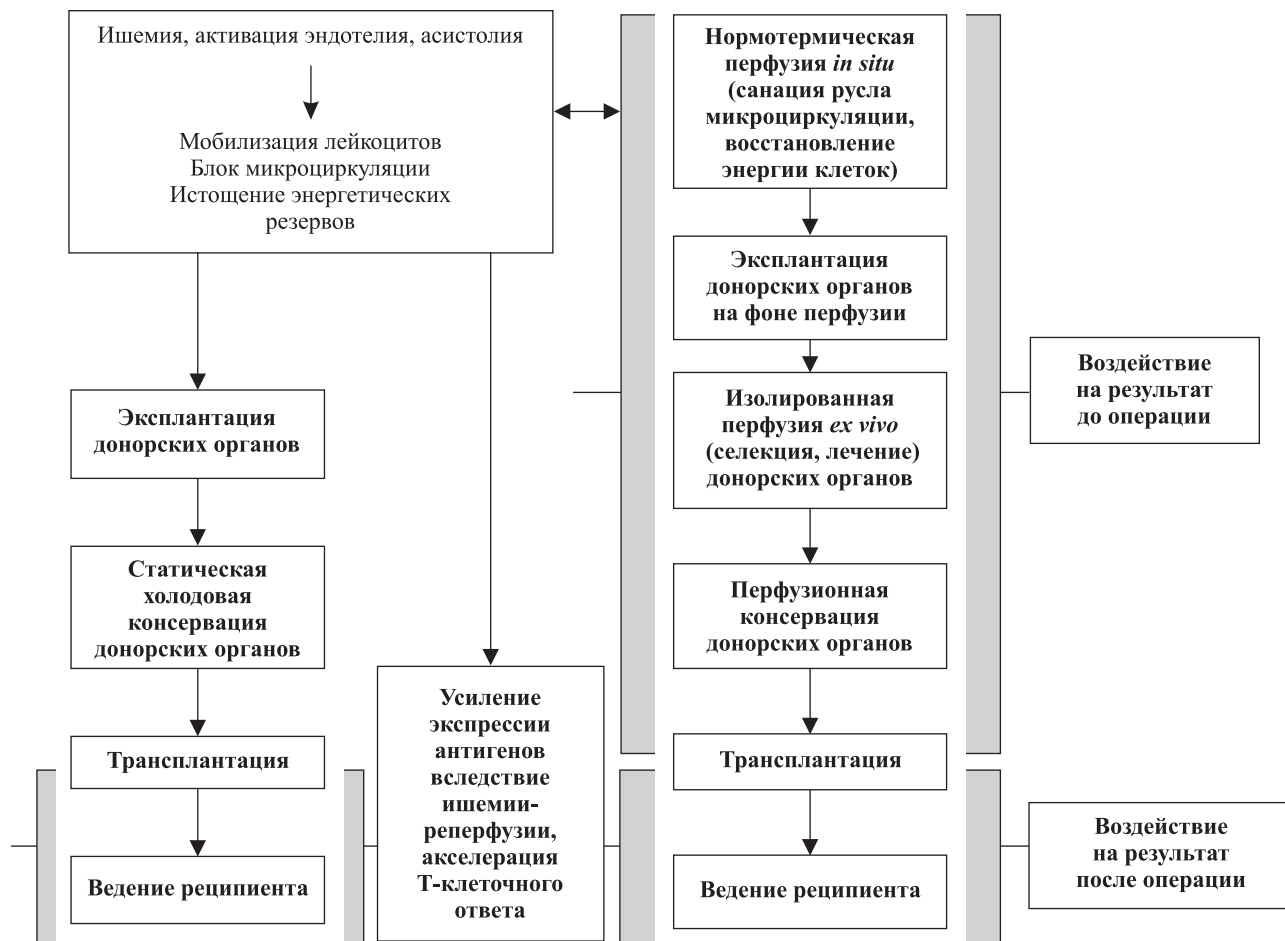 Ишемия, активация эндотелия, асистолия
Мобилизация лейкоцитов
Блок микроциркуляции
Истощение энергетических
резервов
Эксплантация
донорских органов
Статическая
холодовая
консервация
донорских органов
Трансплантация
Ведение реципиента
Усиление
экспрессии
антигенов
вследствие
ишемии-
реперфузии,
акселерация
Т-клеточного
ответа
Нормотермическая
перфузия in situ
(санация русла
микроциркуляции,
восстановление
энергии клеток)
Эксплантация
донорских органов
на фоне перфузии
Изолированная
перфузия ex vivo
(селекция, лечение)
донорских органов
Перфузионная
консервация
донорских органов
Трансплантация
Ведение реципиента
Воздействие
на результат
до операции
Воздействие
на результат
после операции